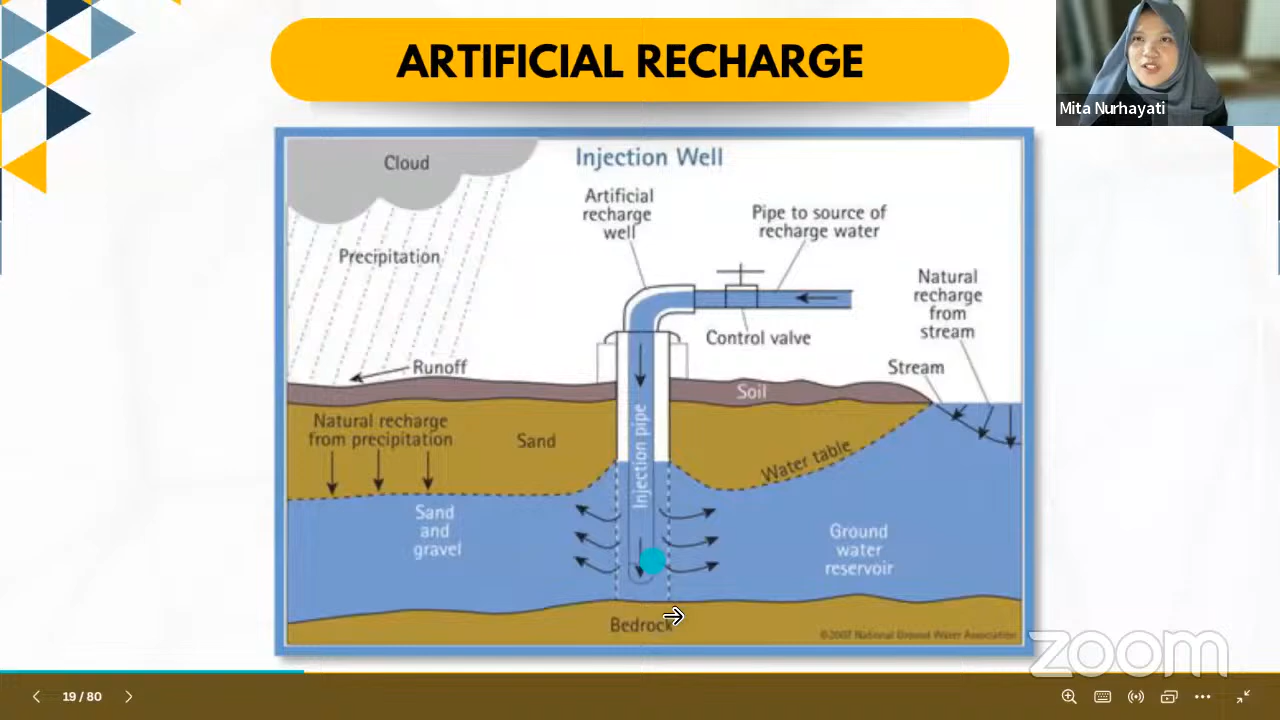 ARTIFICIAL RECHARGE
Mita Nurhayati
Injection Well
Cloud
Artificial
recharge
well
Pipe to source of
recharge water
Precipitation
Natural
recharge
from
stream
Control valve
Runoff
Stream
Soil
Natural recharge
from precipitation
Sand
Injection pipe
Water table
Sand
and
gravel
Ground
water
reservoir
Bedrock
©2007 National Ground Water Association
zoom
19 / 80